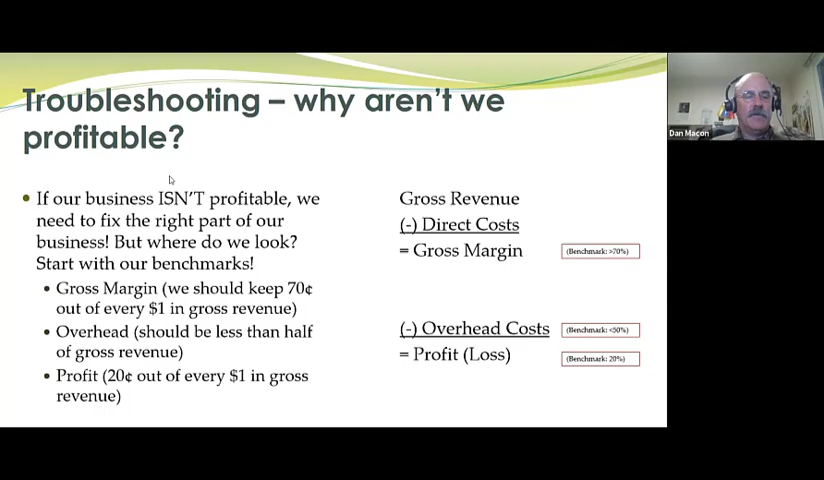 Troubleshooting – why aren't we
profitable?
• If our business ISN'T profitable, we
need to fix the right part of our
business! But where do we look?
Start with our benchmarks!
• Gross Margin (we should keep 70¢
out of every $1 in gross revenue)
• Overhead (should be less than half
of gross revenue)
• Profit (20¢ out of every $1 in gross
revenue)
Gross Revenue
(-) Direct Costs
= Gross Margin
(Benchmark: >70%)
(-) Overhead Costs
(Benchmark: <50%)
= Profit (Loss)
(Benchmark: 20%)
Dan Macon